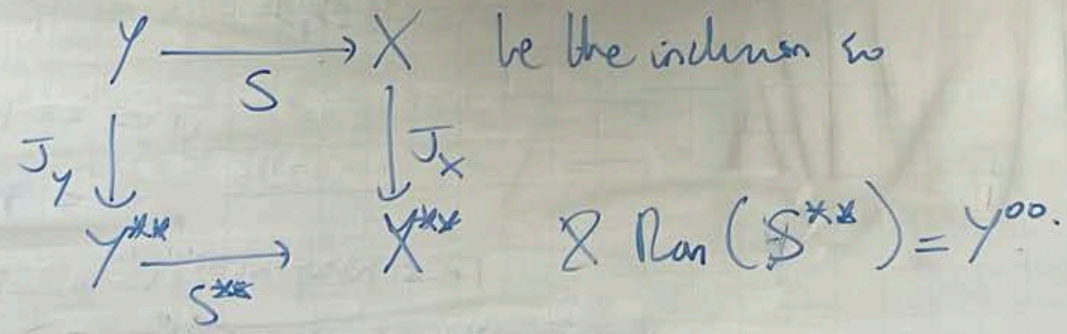 Y → X be the inclusion so
S
J_Y ↓ ↓ J_X
Y** → X** & Ran (S**) = Y°°.
S**